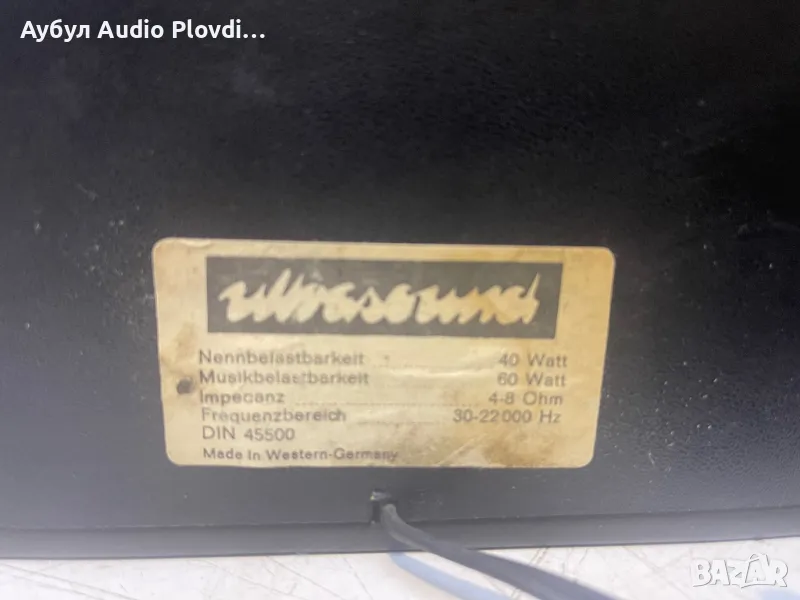 Аубул Audio Plovdi...
ultrasound
Nennbelastbarkeit 40 Watt
Musikbelastbarkeit 60 Watt
Impedanz 4-8 Ohm
Frequenzbereich 30-22000 Hz
DIN 45500
Made in Western-Germany
BAZAR